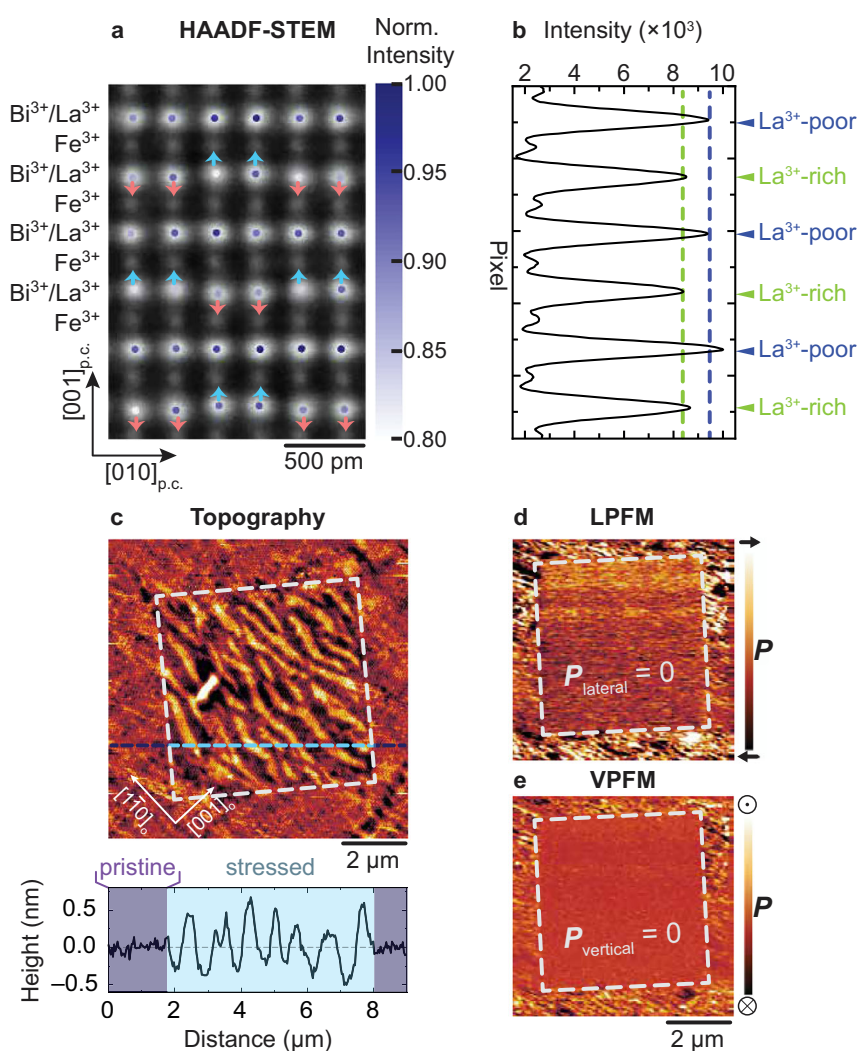 a HAADF-STEM
Norm.
Intensity
1.00
0.95
0.90
0.85
0.80
Bi³⁺/La³⁺
Fe³⁺
Bi³⁺/La³⁺
Fe³⁺
Bi³⁺/La³⁺
Fe³⁺
Bi³⁺/La³⁺
Fe³⁺
[001]p.c.
[010]p.c.
500 pm
b Intensity (×10³)
2 4 6 8 10
Pixel
La³⁺-poor
La³⁺-rich
La³⁺-poor
La³⁺-rich
La³⁺-poor
La³⁺-rich
c Topography
[11̄0]o
[001]o
2 µm
pristine stressed
Height (nm)
0.5
0.0
–0.5
0 2 4 6 8
Distance (µm)
d LPFM
P lateral = 0
P
e VPFM
P vertical = 0
P
2 µm